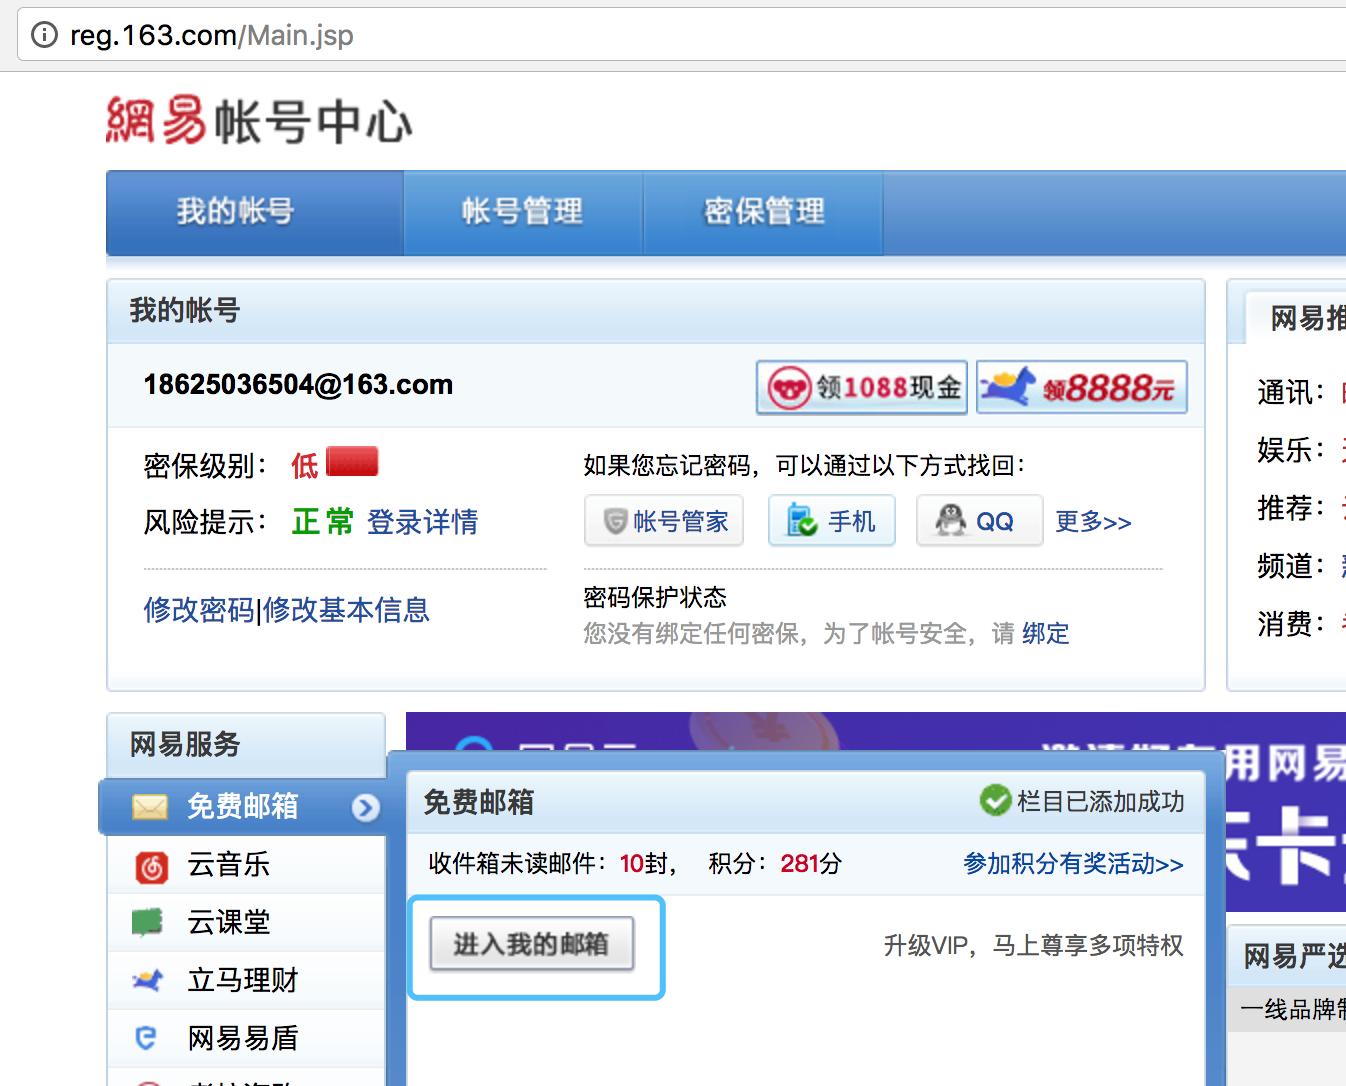 reg.163.com/Main.jsp
網易帐号中心
我的帐号 帐号管理 密保管理
我的帐号
18625036504@163.com
领1088现金
领8888元
密保级别： 低
风险提示： 正常 登录详情
修改密码|修改基本信息
如果您忘记密码，可以通过以下方式找回：
帐号管家 手机 QQ 更多>>
密码保护状态
您没有绑定任何密保，为了帐号安全，请 绑定
网易推
通讯：
娱乐：
推荐：
频道：
消费：
网易服务
免费邮箱
云音乐
云课堂
立马理财
网易易盾
用网易
天卡
免费邮箱
栏目已添加成功
收件箱未读邮件：10封， 积分：281分
参加积分有奖活动>>
进入我的邮箱
升级VIP，马上尊享多项特权
网易严选
一线品牌制